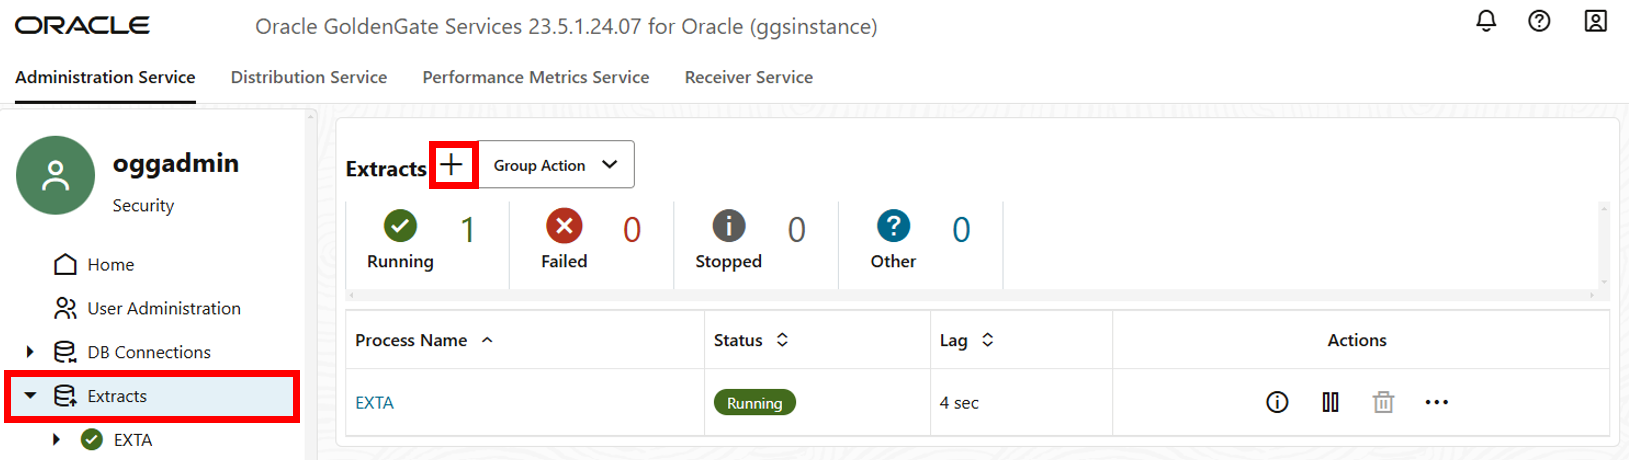 ORACLE Oracle GoldenGate Services 23.5.1.24.07 for Oracle (ggsinstance)
Administration Service Distribution Service Performance Metrics Service Receiver Service
oggadmin
Security
Home
User Administration
DB Connections
Extracts
EXTA
Extracts Group Action
1 0 0 0
Running Failed Stopped Other
Process Name Status Lag Actions
EXTA Running 4 sec